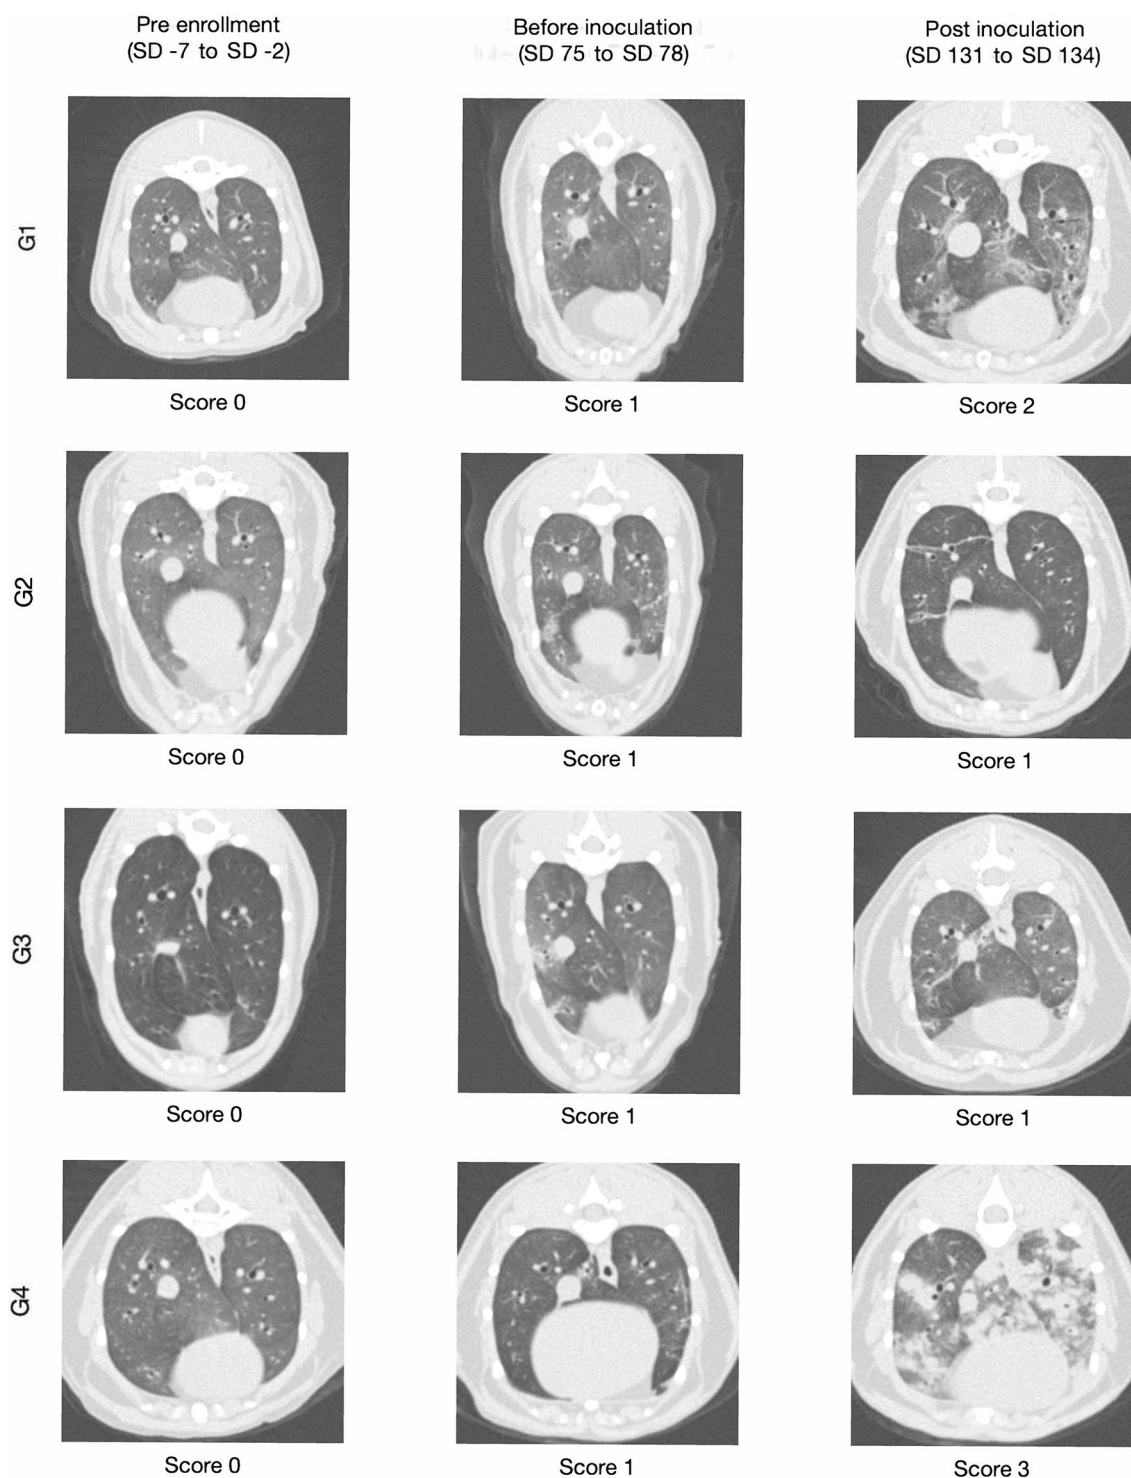 Pre enrollment
(SD -7 to SD -2)
Before inoculation
(SD 75 to SD 78)
Post inoculation
(SD 131 to SD 134)
G1
Score 0
Score 1
Score 2
G2
Score 0
Score 1
Score 1
G3
Score 0
Score 1
Score 1
G4
Score 0
Score 1
Score 3